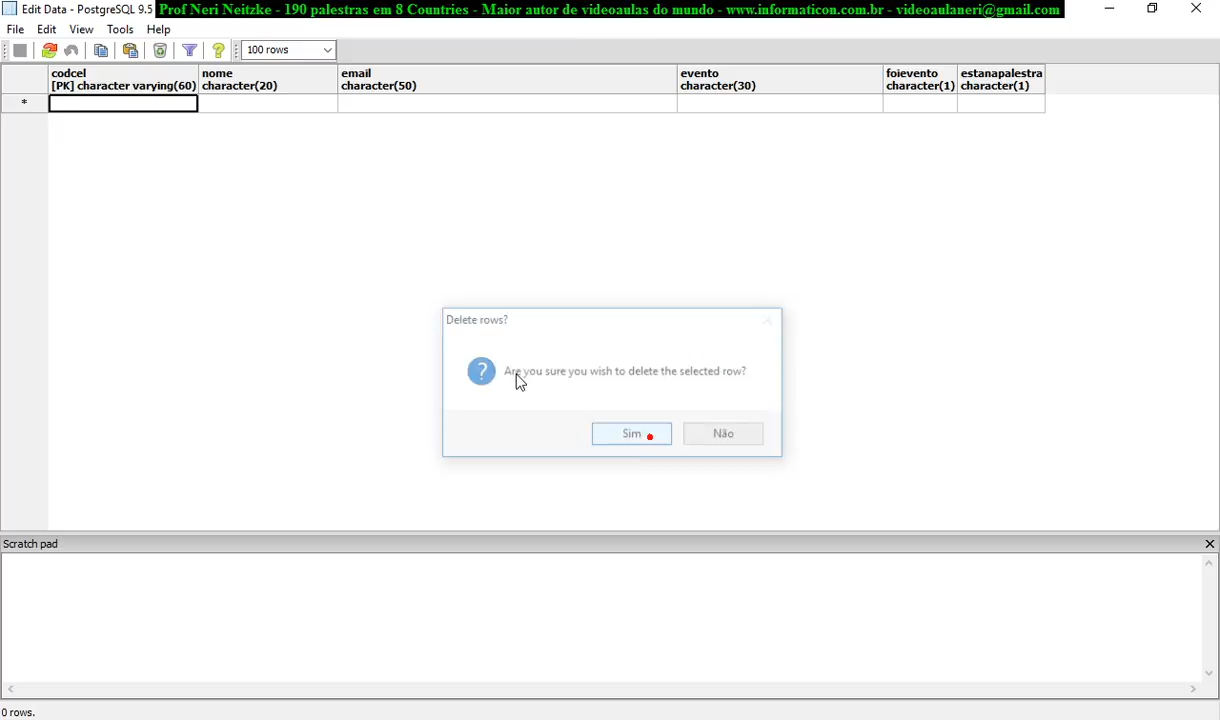 Edit Data - PostgreSQL 9.5
Prof Neri Neitzke - 190 palestras em 8 Countries - Maior autor de videoaulas do mundo - www.informaticon.com.br - videoaulaneri@gmail.com
File Edit View Tools Help
100 rows
codcel nome email evento foievento estanapalestra
[PK] character varying(60) character(20) character(50) character(30) character(1) character(1)
*
Delete rows?
Are you sure you wish to delete the selected row?
Sim Não
Scratch pad
0 rows.